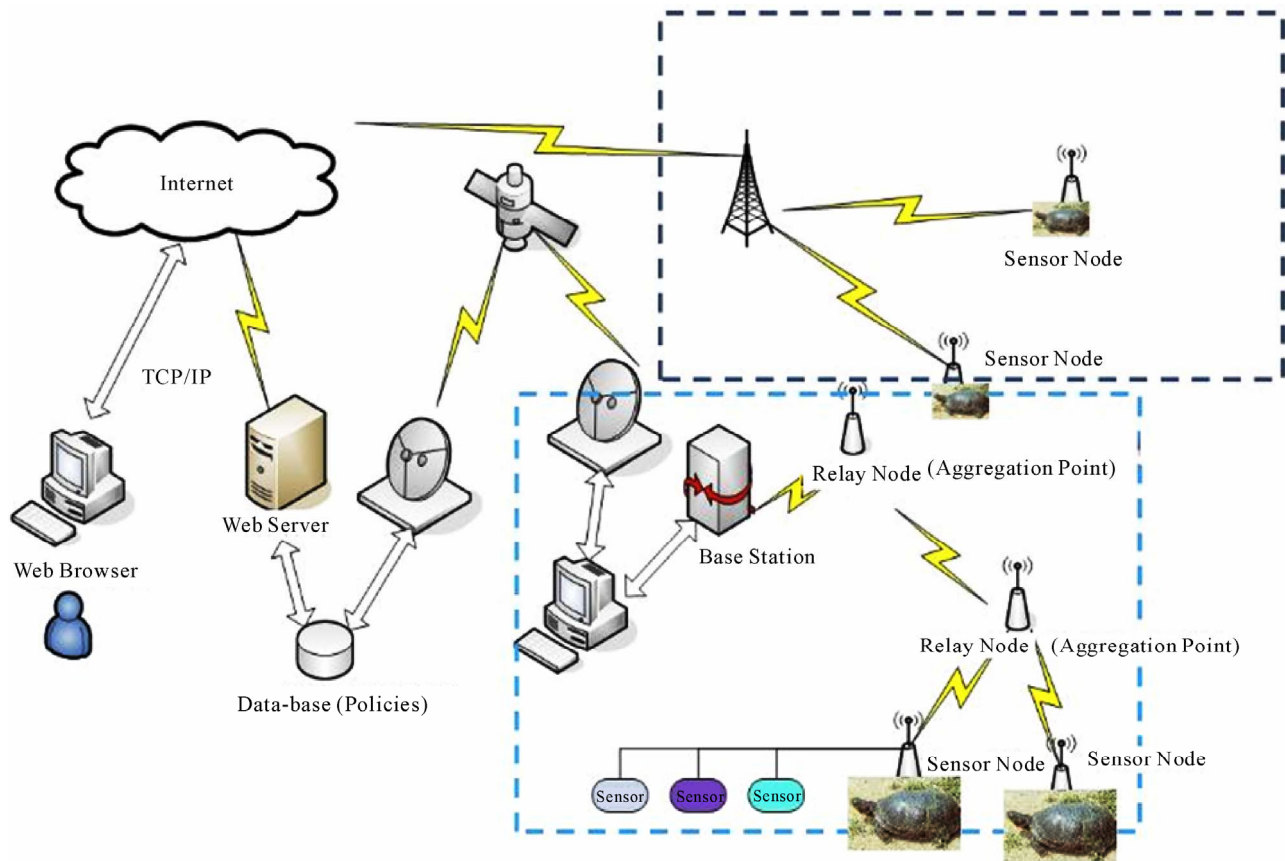 Internet
Sensor Node
Sensor Node
TCP/IP
Relay Node (Aggregation Point)
Web Server
Base Station
Web Browser
Relay Node (Aggregation Point)
Data-base (Policies)
Sensor Node
Sensor Node
Sensor
Sensor
Sensor